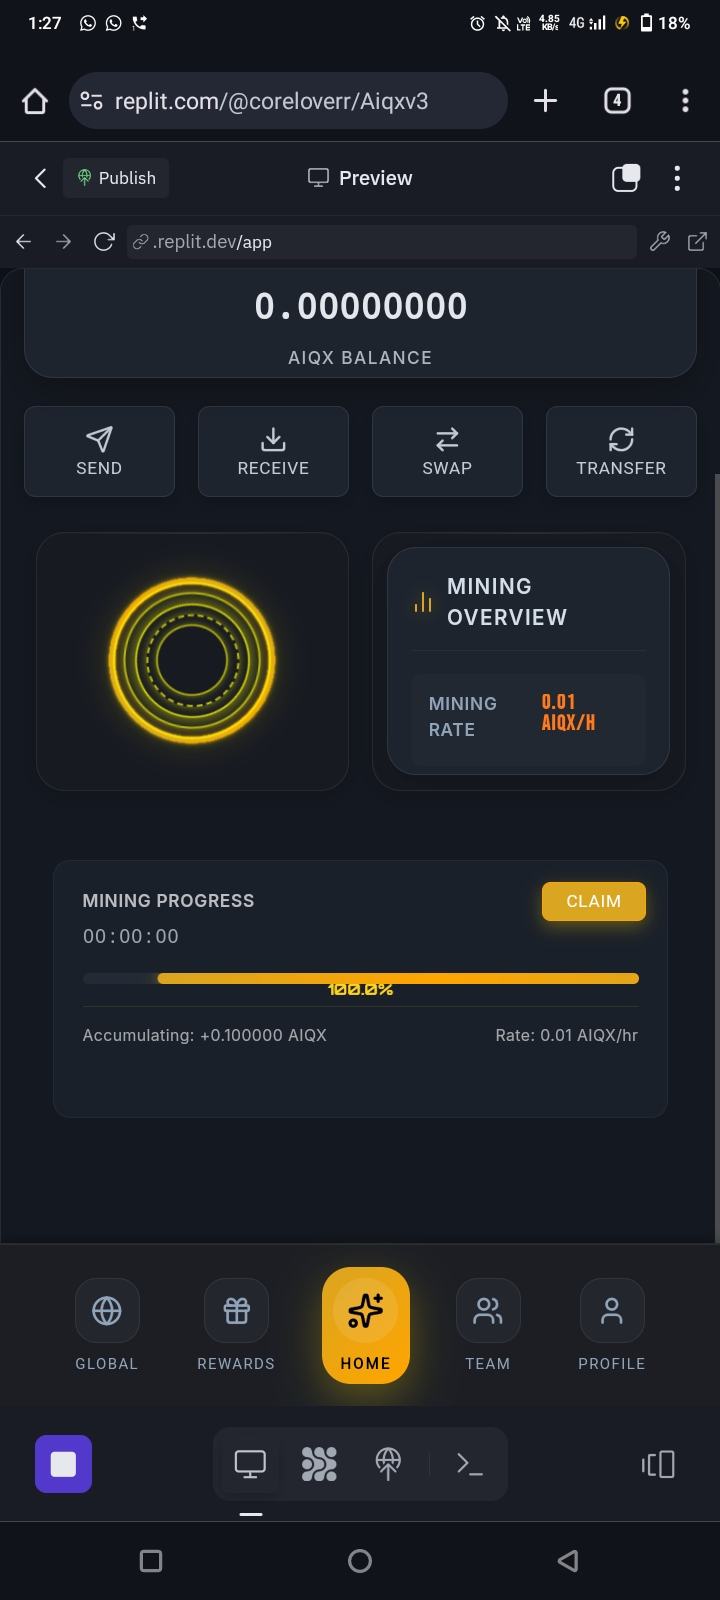 1:27
Vo) LTE 4.85 KB/s 4G 18%
replit.com/@coreloverr/Aiqxv3
4
Publish
Preview
.replit.dev/app
0.00000000
AIQX BALANCE
SEND RECEIVE SWAP TRANSFER
MINING
OVERVIEW
MINING
RATE
0.01
AIQX/H
MINING PROGRESS
CLAIM
00:00:00
100.0%
Accumulating: +0.100000 AIQX Rate: 0.01 AIQX/hr
GLOBAL REWARDS HOME TEAM PROFILE